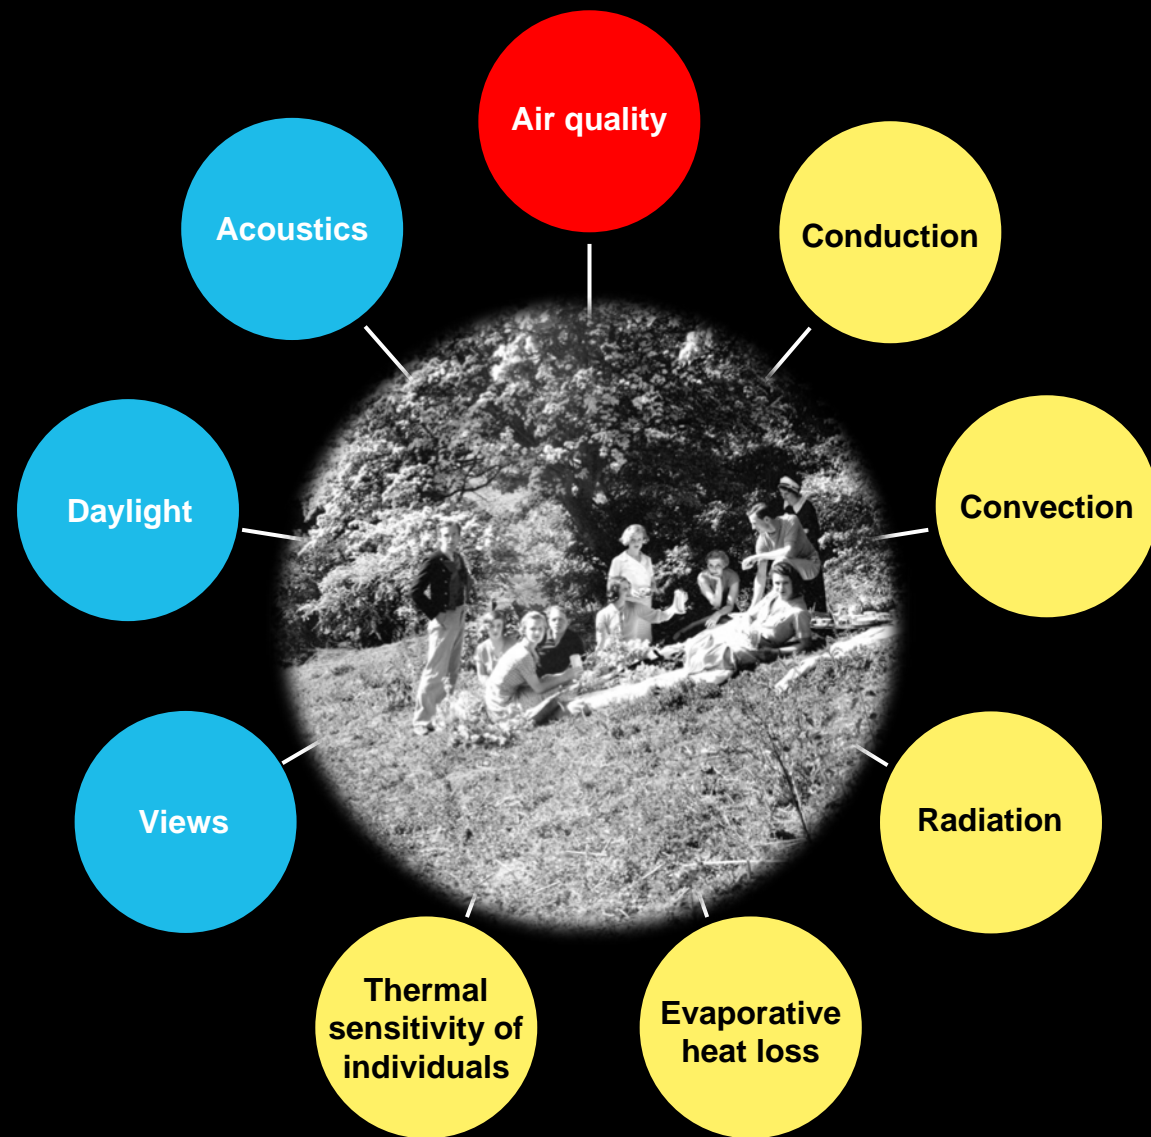 Air quality
Acoustics
Conduction
Daylight
Convection
Views
Radiation
Thermal
sensitivity of
individuals
Evaporative
heat loss